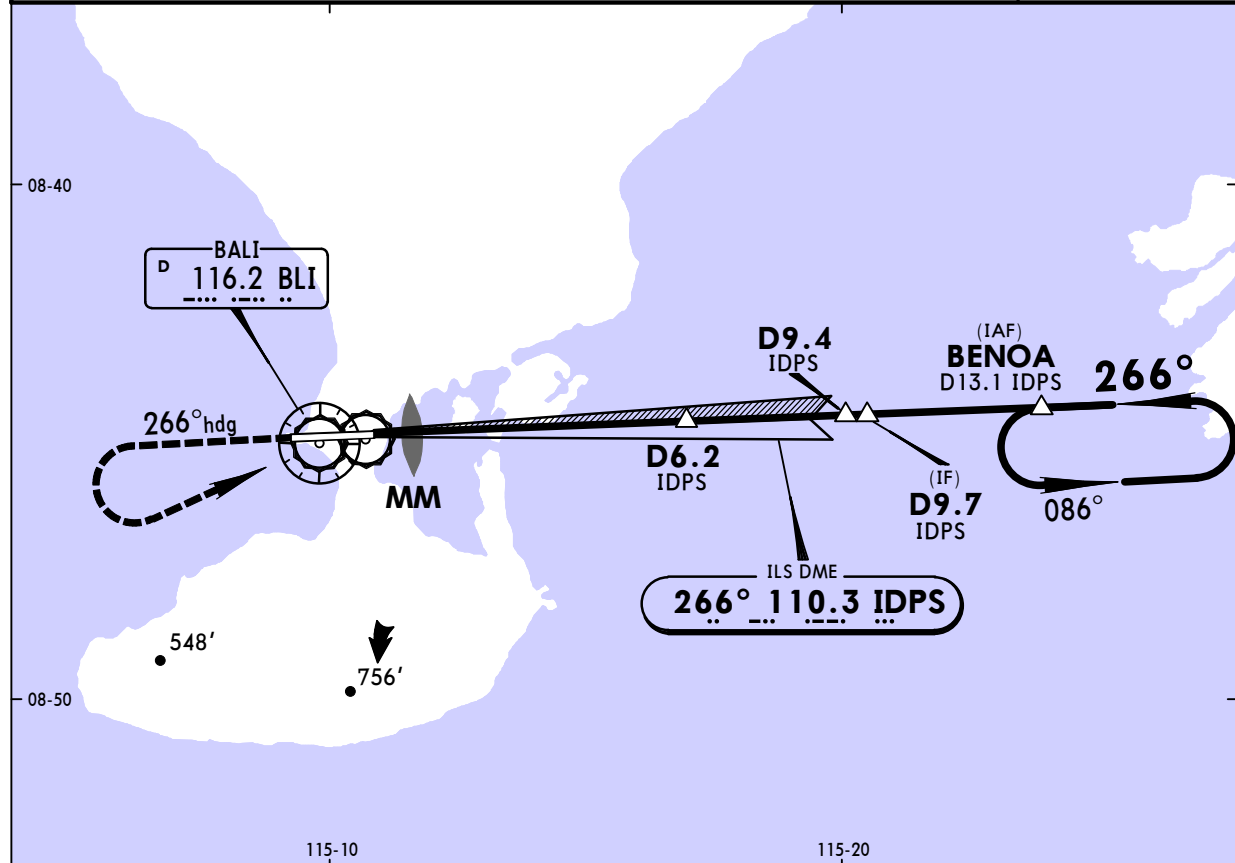 08-40
BALI
D 116.2 BLI
D9.4
IDPS
(IAF)
BENOA
D13.1 IDPS
266°
266°hdg
D6.2
IDPS
MM
(IF)
D9.7
IDPS
086°
ILS DME
266° 110.3 IDPS
548'
756'
08-50
115-10
115-20